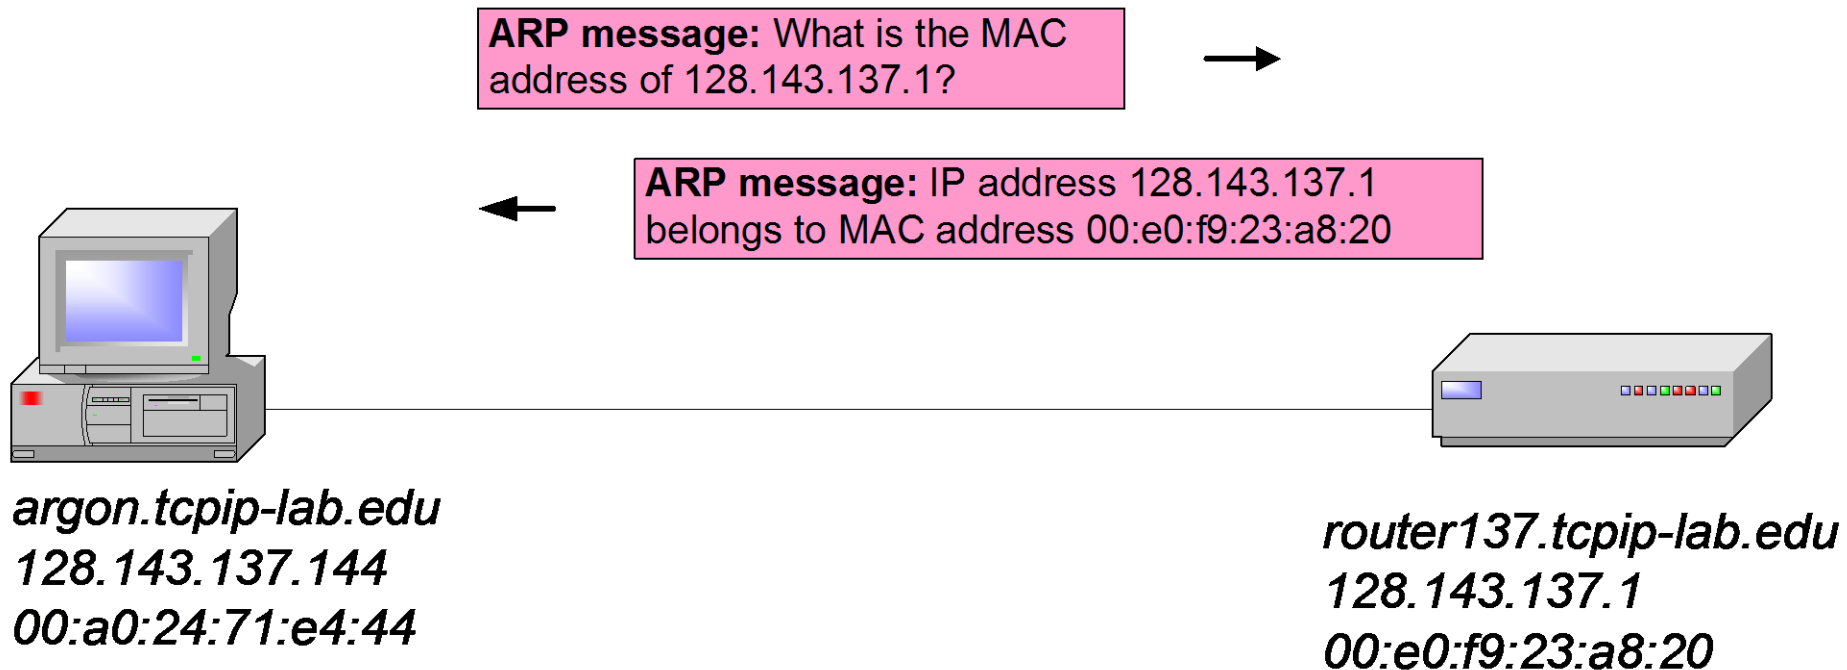 ARP message: What is the MAC
address of 128.143.137.1?
ARP message: IP address 128.143.137.1
belongs to MAC address 00:e0:f9:23:a8:20
argon.tcpip-lab.edu
128.143.137.144
00:a0:24:71:e4:44
router137.tcpip-lab.edu
128.143.137.1
00:e0:f9:23:a8:20